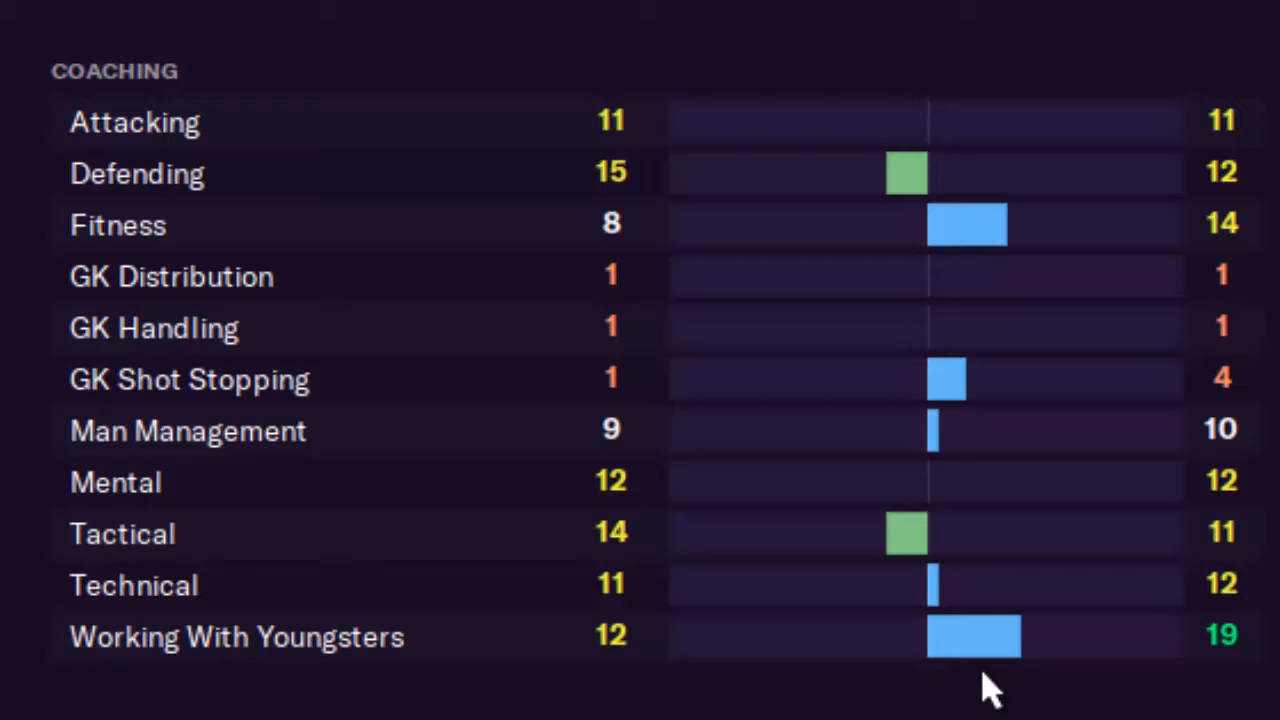 COACHING
Attacking 11 11
Defending 15 12
Fitness 8 14
GK Distribution 1 1
GK Handling 1 1
GK Shot Stopping 1 4
Man Management 9 10
Mental 12 12
Tactical 14 11
Technical 11 12
Working With Youngsters 12 19